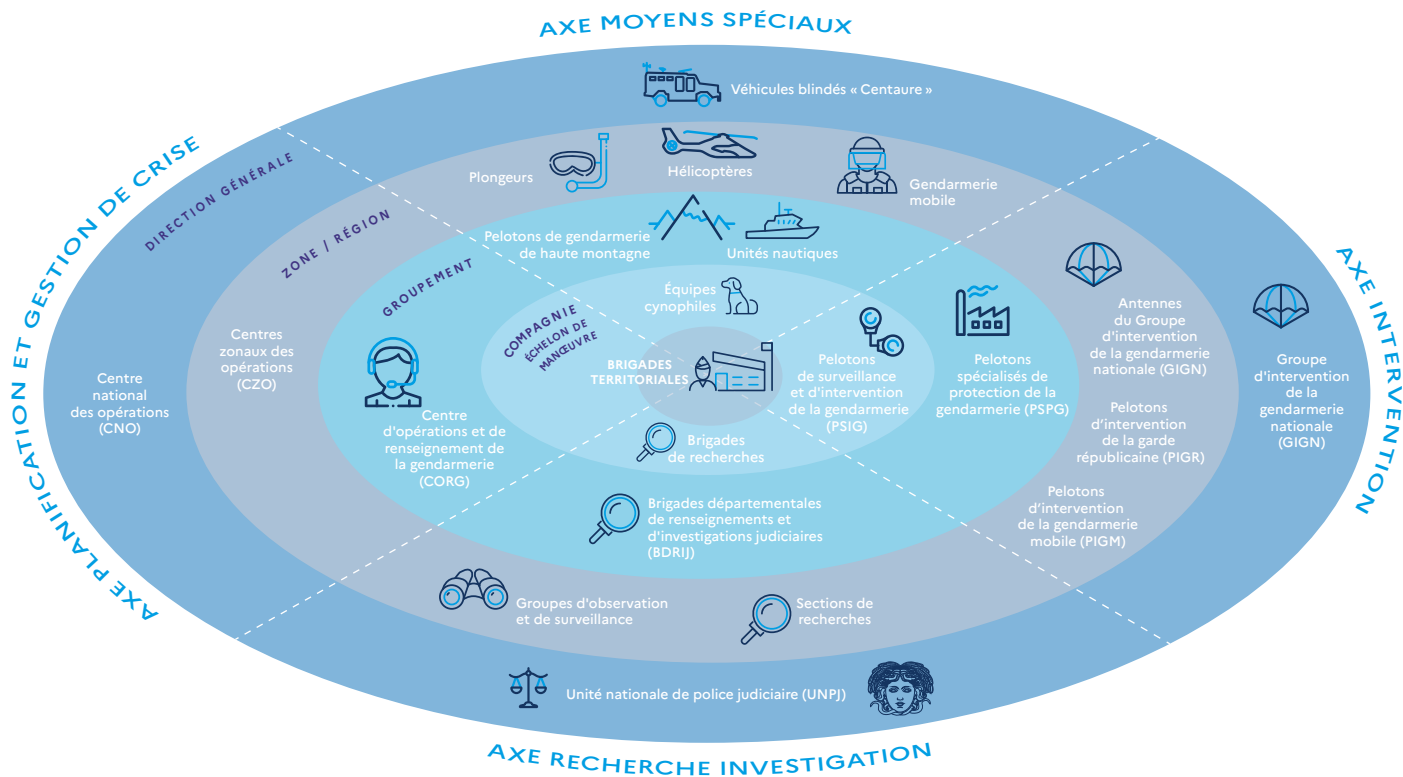 AXE MOYENS SPÉCIAUX
Véhicules blindés « Centaure »
Plongeurs
Hélicoptères
Gendarmerie
mobile
Pelotons de gendarmerie
de haute montagne
Unités nautiques
Équipes
cynophiles
AXE PLANIFICATION ET GESTION DE CRISE
DIRECTION GÉNÉRALE
ZONE / RÉGION
GROUPEMENT
COMPAGNIE
ÉCHELON DE
MANŒUVRE
BRIGADES
TERRITORIALES
Centre
national
des opérations
(CNO)
Centres
zonaux des
opérations
(CZO)
Centre
d'opérations et de
renseignement de
la gendarmerie
(CORG)
Pelotons
de surveillance
et d'intervention
de la gendarmerie
(PSIG)
Pelotons
spécialisés de
protection de la
gendarmerie (PSPG)
Antennes
du Groupe
d'intervention
de la gendarmerie
nationale (GIGN)
Pelotons
d’intervention
de la garde
républicaine (PIGR)
Pelotons
d’intervention
de la gendarmerie
mobile (PIGM)
Groupe
d'intervention
de la
gendarmerie
nationale
(GIGN)
AXE INTERVENTION
Brigades
de recherches
Brigades départementales
de renseignements et
d'investigations judiciaires
(BDRIJ)
Groupes d'observation
et de surveillance
Sections de
recherches
Unité nationale de police judiciaire (UNPJ)
AXE RECHERCHE INVESTIGATION